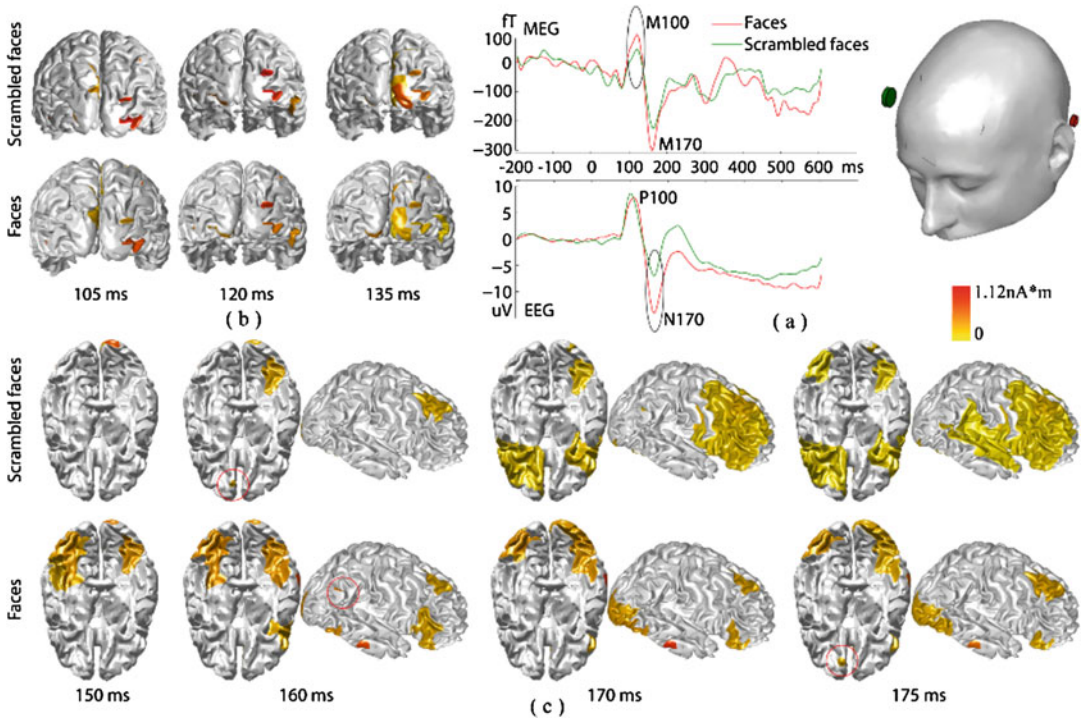 Scrambled faces
Faces
105 ms
120 ms
135 ms
( b )
fT
MEG
M100
Faces
Scrambled faces
100
0
-100
-200
-300
M170
-200
-100
0
100
200
300
400
500
600
ms
10
5
0
−5
−10
uV
EEG
P100
N170
( a )
1.12nA*m
0
Scrambled faces
Faces
150 ms
160 ms
170 ms
175 ms
( c )